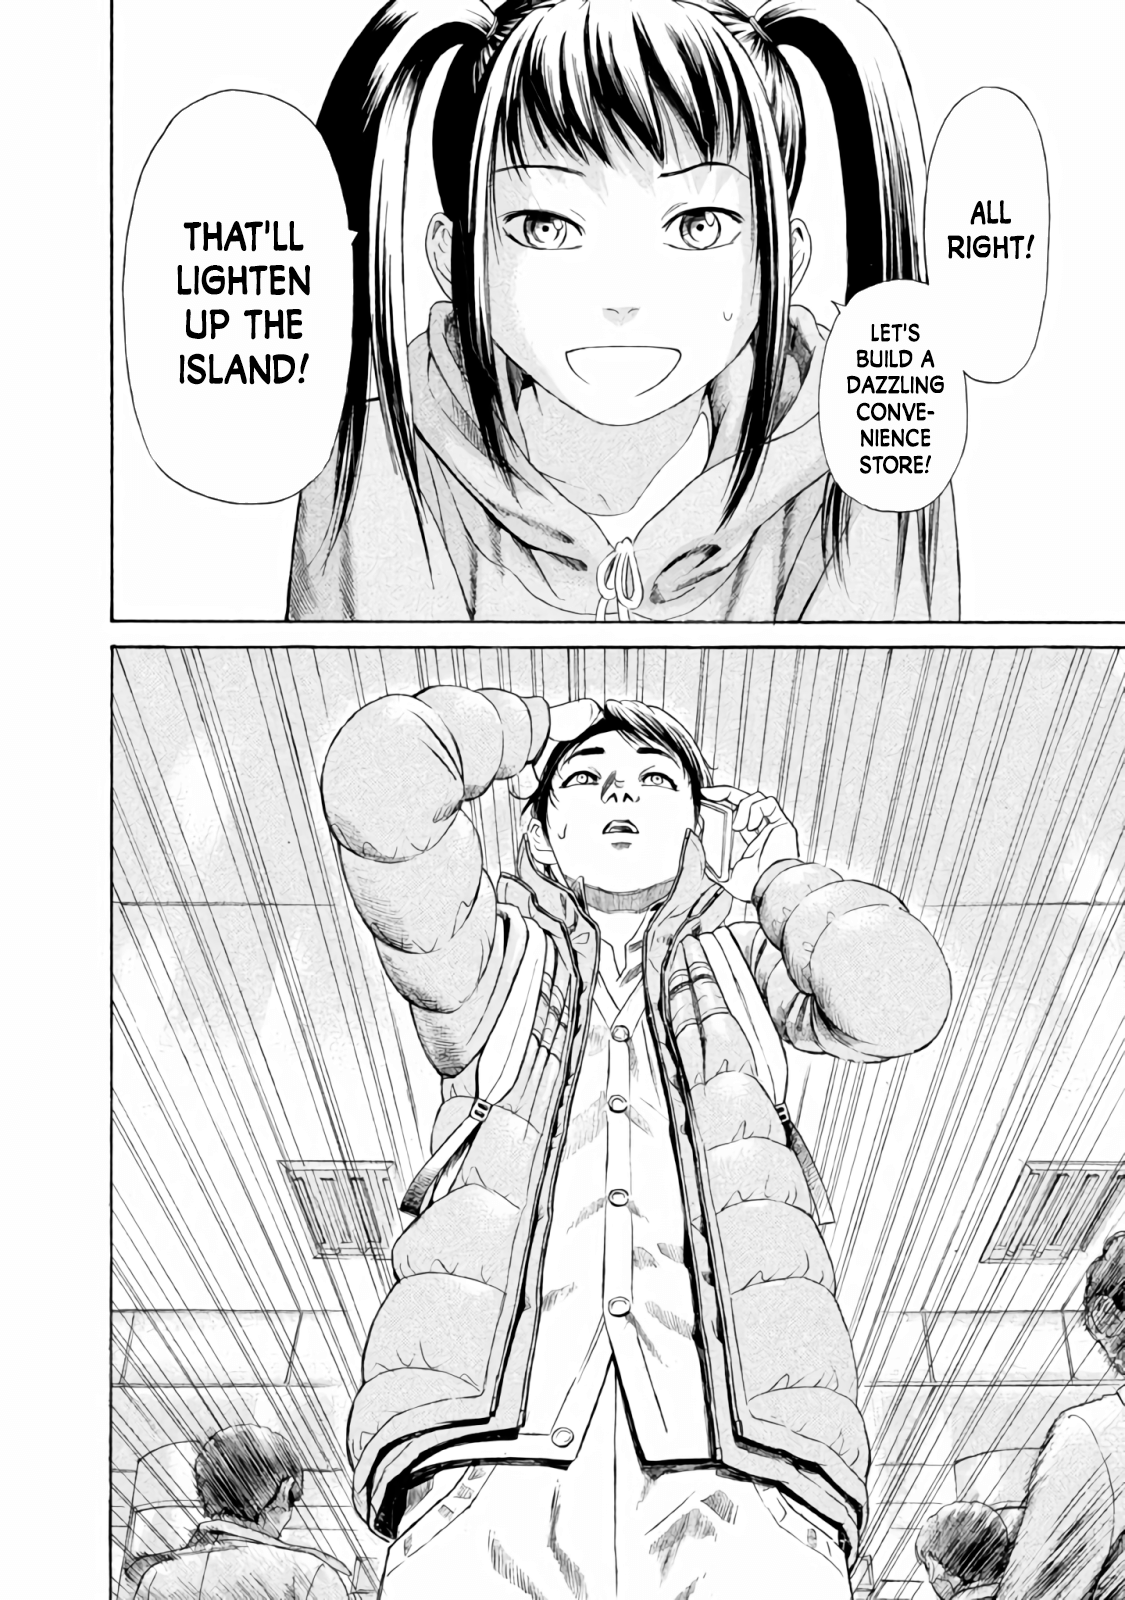 ALL
RIGHT!
LET'S
BUILD A
DAZZLING
CONVE-
NIENCE
STORE!
THAT'LL
LIGHTEN
UP THE
ISLAND!